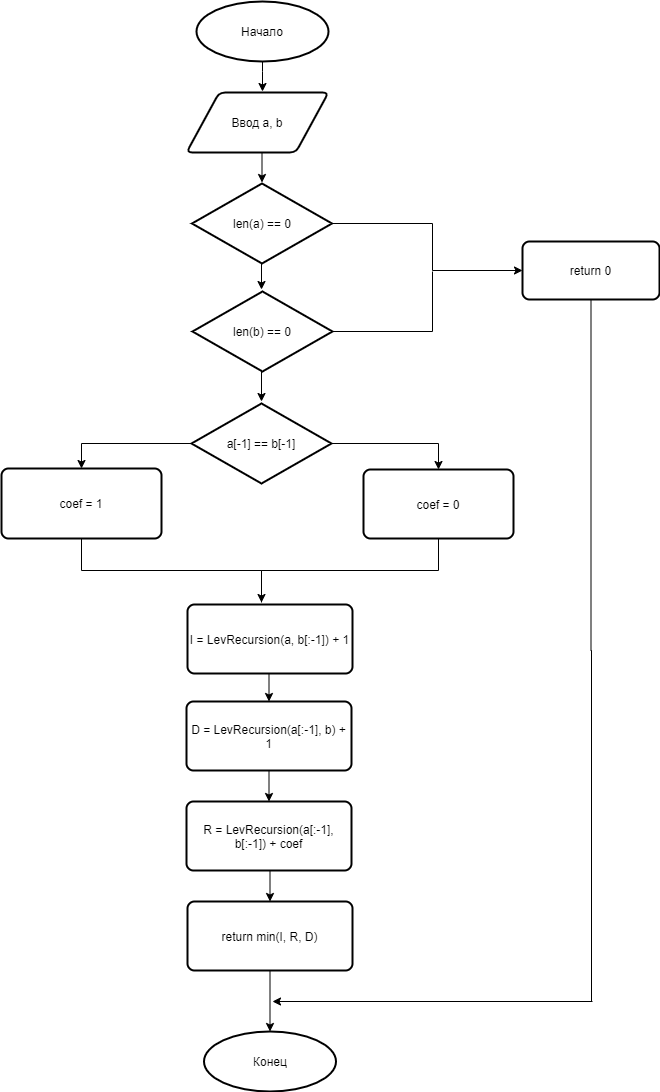 Начало
Ввод a, b
len(a) == 0
return 0
len(b) == 0
a[-1] == b[-1]
coef = 1
coef = 0
I = LevRecursion(a, b[:-1]) + 1
D = LevRecursion(a[:-1], b) +
1
R = LevRecursion(a[:-1],
b[:-1]) + coef
return min(I, R, D)
Конец